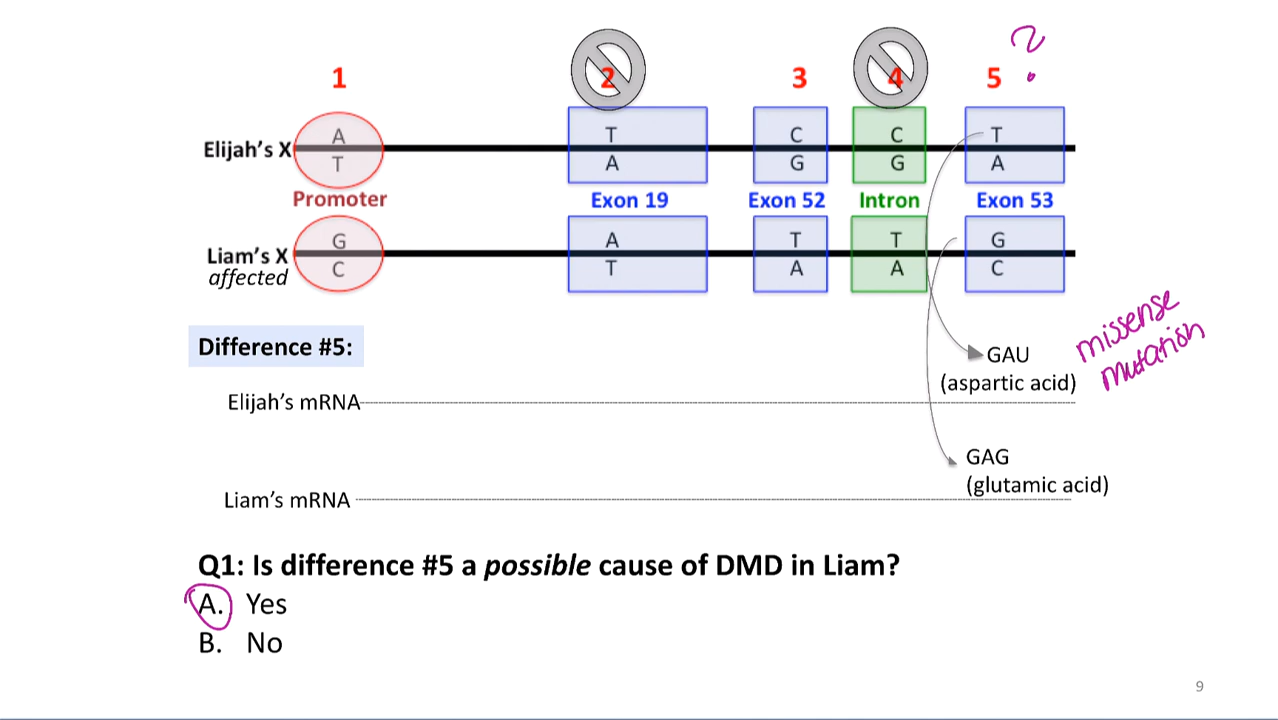 ?
1 2 3 4 5
Elijah's X A T C C T
T A G G A
Promoter Exon 19 Exon 52 Intron Exon 53
Liam's X G A T T G
affected C T A A C
Difference #5:
missense
mutation
GAU
(aspartic acid)
Elijah's mRNA
GAG
(glutamic acid)
Liam's mRNA
Q1: Is difference #5 a possible cause of DMD in Liam?
A. Yes
B. No
9